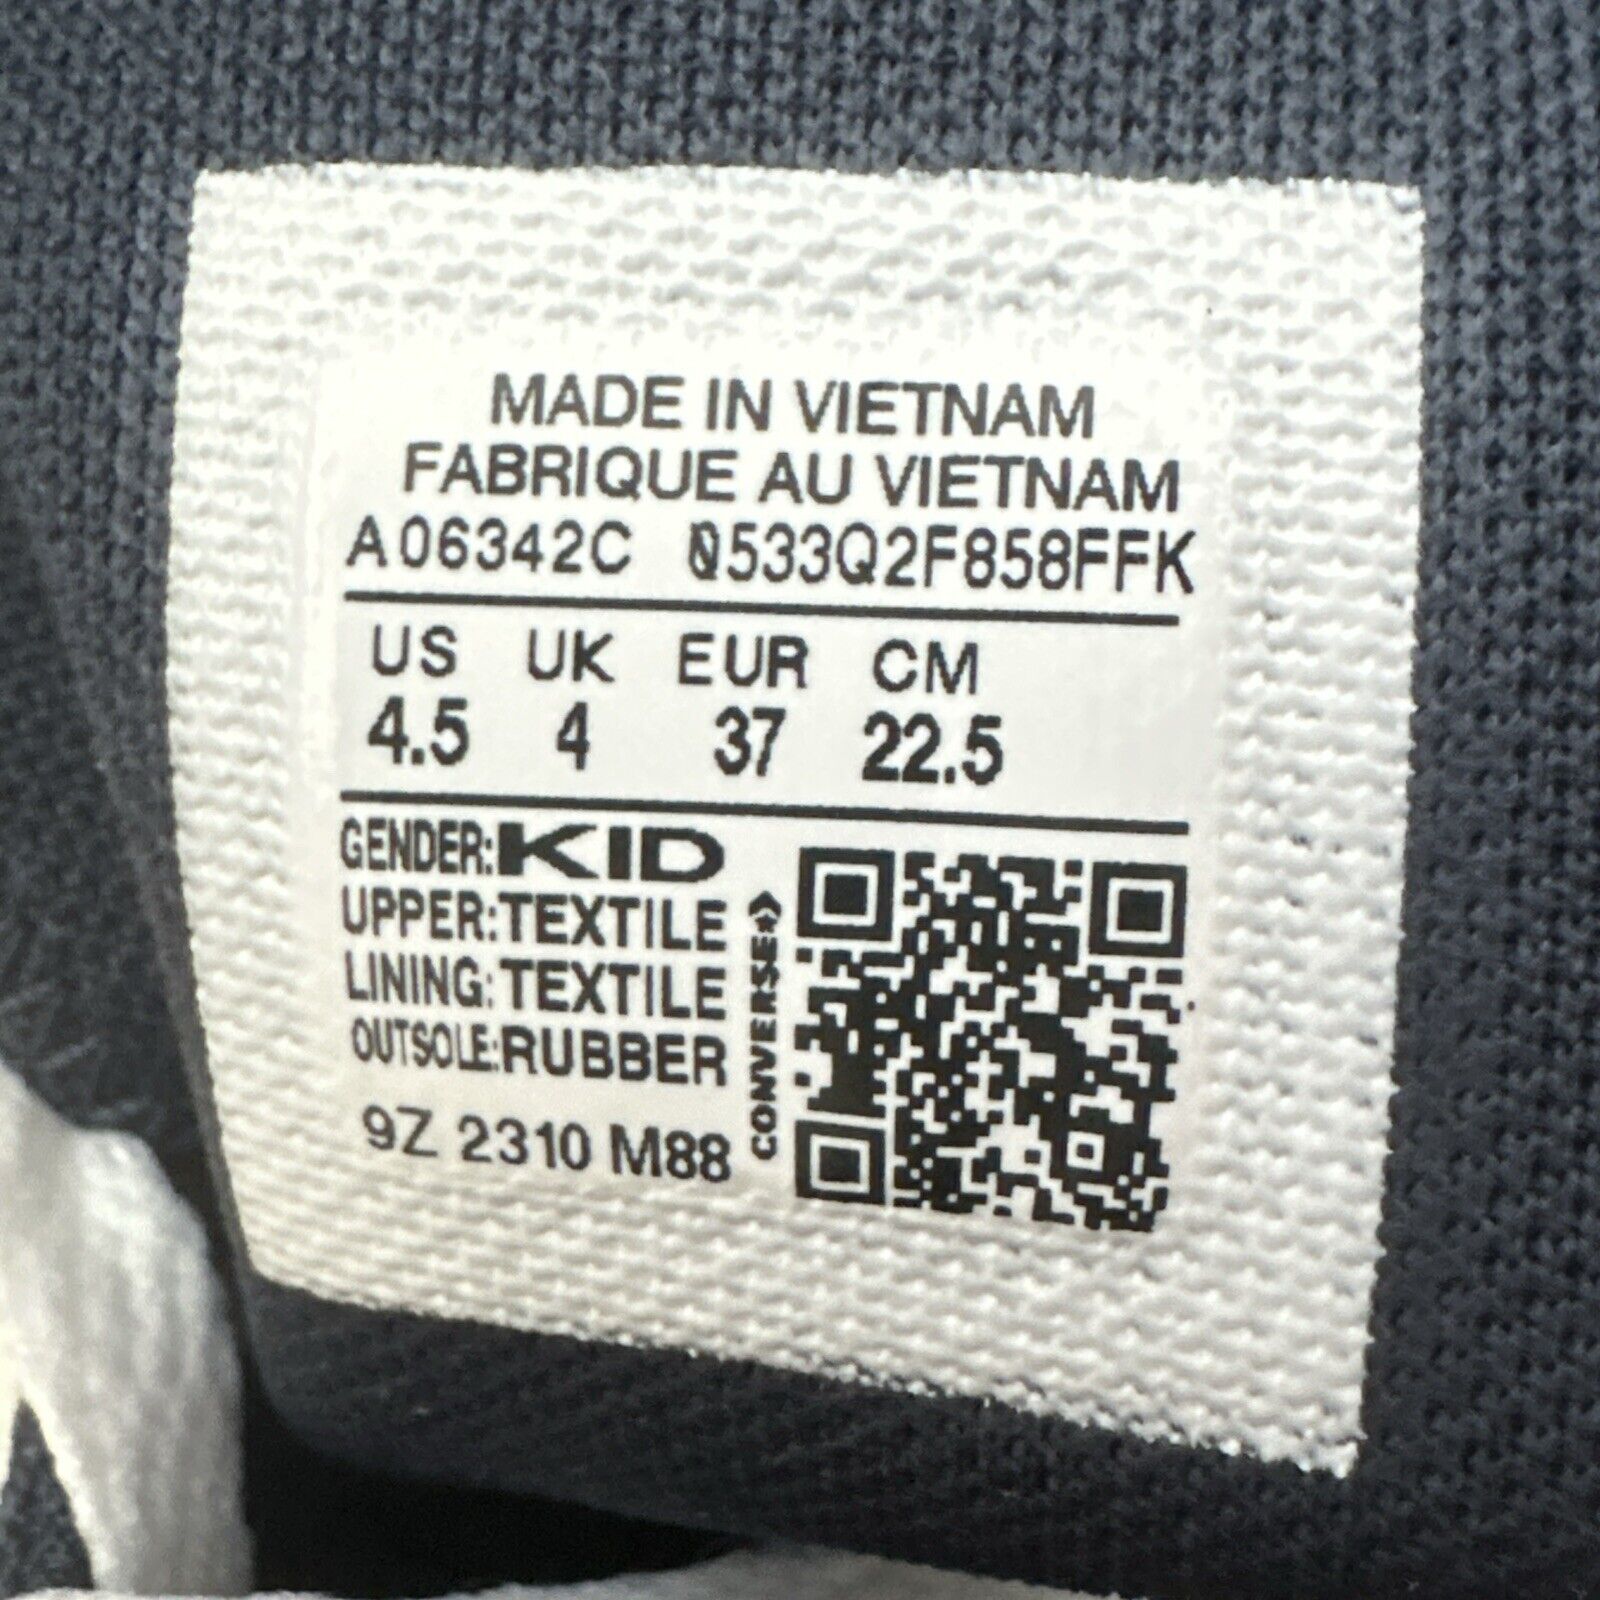 MADE IN VIETNAM
FABRIQUE AU VIETNAM
A06342C 0533Q2F858FFK
US UK EUR CM
4.5 4 37 22.5
GENDER:KID
UPPER:TEXTILE
LINING:TEXTILE
OUTSOLE:RUBBER
9Z 2310 M88
CONVERSE